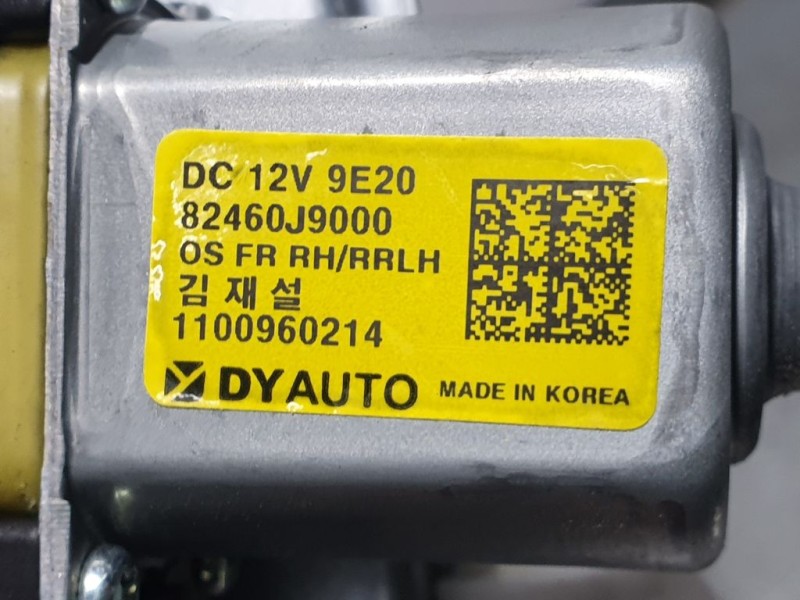 DC 12V 9E20
82460J9000
OS FR RH/RRLH
김재설
1100960214
DYAUTO MADE IN KOREA